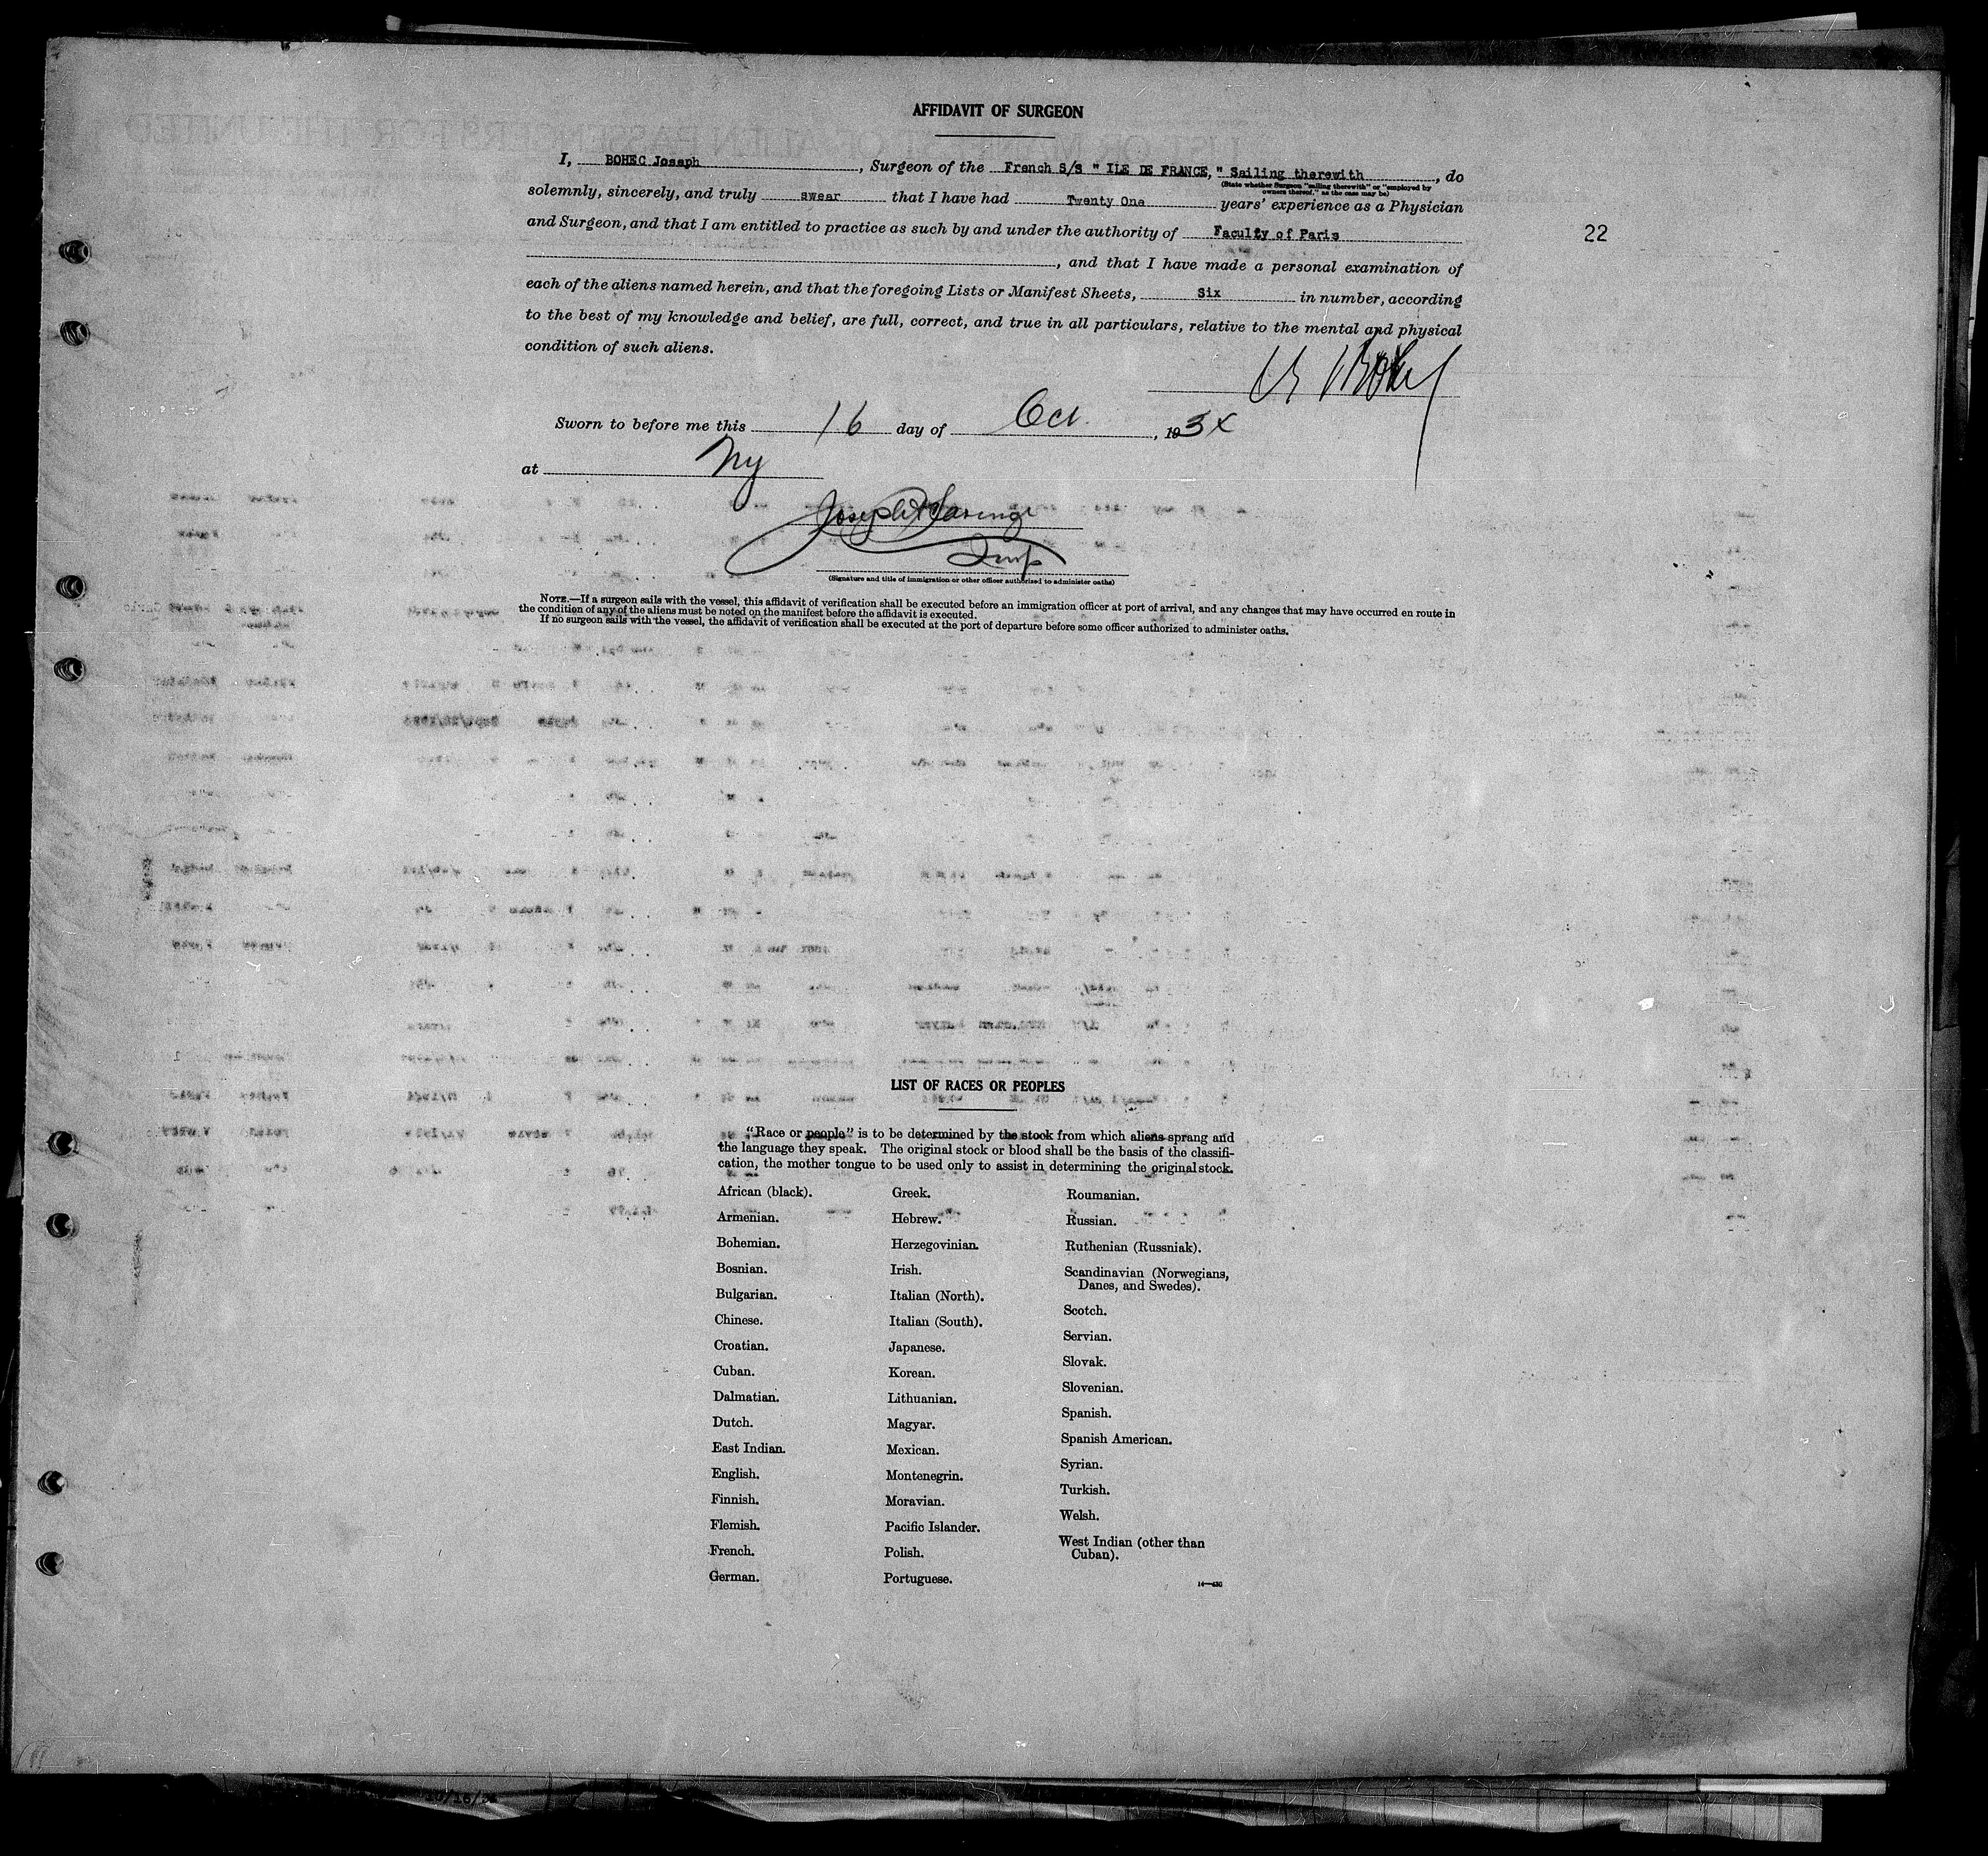 AFFIDAVIT OF SURGEON
I, BOHEC Joseph, Surgeon of the French S/S " ILE DE FRANCE, " Sailing therewith, do
(State whether Surgeon "sailing therewith" or "employed by
owners thereof," as the case may be)
solemnly, sincerely, and truly swear that I have had Twenty One years' experience as a Physician
and Surgeon, and that I am entitled to practice as such by and under the authority of Faculty of Paris
22
, and that I have made a personal examination of
each of the aliens named herein, and that the foregoing Lists or Manifest Sheets, Six in number, according
to the best of my knowledge and belief, are full, correct, and true in all particulars, relative to the mental and physical
condition of such aliens.
Sworn to before me this 16 day of Oct., 193
at Ny
Joseph
Insp
(Signature and title of immigration or other officer authorized to administer oaths)
NOTE.—If a surgeon sails with the vessel, this affidavit of verification shall be executed before an immigration officer at port of arrival, and any changes that may have occurred en route in
the condition of any of the aliens must be noted on the manifest before the affidavit is executed.
If no surgeon sails with the vessel, the affidavit of verification shall be executed at the port of departure before some officer authorized to administer oaths.
LIST OF RACES OR PEOPLES
"Race or people" is to be determined by the stock from which aliens sprang and
the language they speak. The original stock or blood shall be the basis of the classifi-
cation, the mother tongue to be used only to assist in determining the original stock.
African (black).
Armenian.
Bohemian.
Bosnian.
Bulgarian.
Chinese.
Croatian.
Cuban.
Dalmatian.
Dutch.
East Indian.
English.
Finnish.
Flemish.
French.
German.
Greek.
Hebrew.
Herzegovinian.
Irish.
Italian (North).
Italian (South).
Japanese.
Korean.
Lithuanian.
Magyar.
Mexican.
Montenegrin.
Moravian.
Pacific Islander.
Polish.
Portuguese.
Roumanian.
Russian.
Ruthenian (Russniak).
Scandinavian (Norwegians,
Danes, and Swedes).
Scotch.
Servian.
Slovak.
Slovenian.
Spanish.
Spanish American.
Syrian.
Turkish.
Welsh.
West Indian (other than
Cuban).